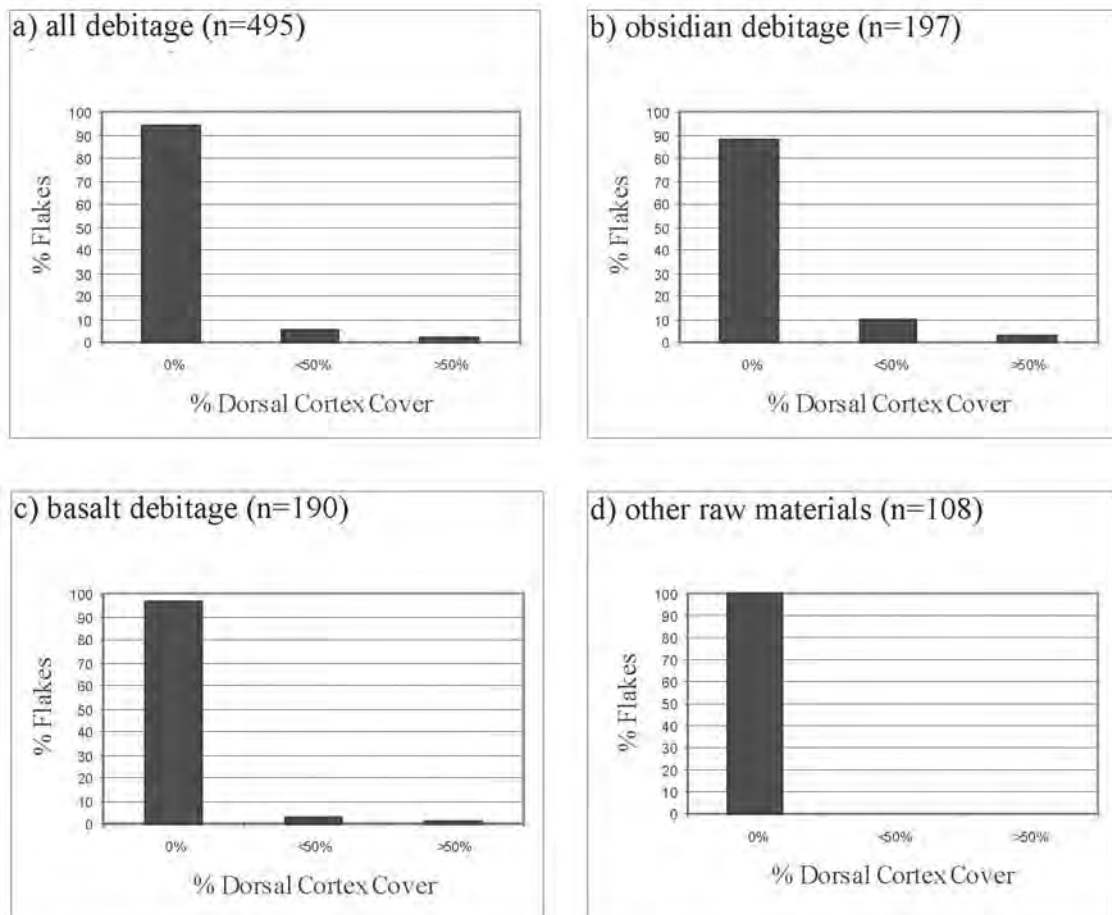 a) all debitage (n=495)
% Flakes
100
90
80
70
60
50
40
30
20
10
0
0% <50% >50%
% Dorsal Cortex Cover
b) obsidian debitage (n=197)
% Flakes
100
90
80
70
60
50
40
30
20
10
0
0% <50% >50%
% Dorsal Cortex Cover
c) basalt debitage (n=190)
% Flakes
100
90
80
70
60
50
40
30
20
10
0
0% <50% >50%
% Dorsal Cortex Cover
d) other raw materials (n=108)
% Flakes
100
90
80
70
60
50
40
30
20
10
0
0% <50% >50%
% Dorsal Cortex Cover